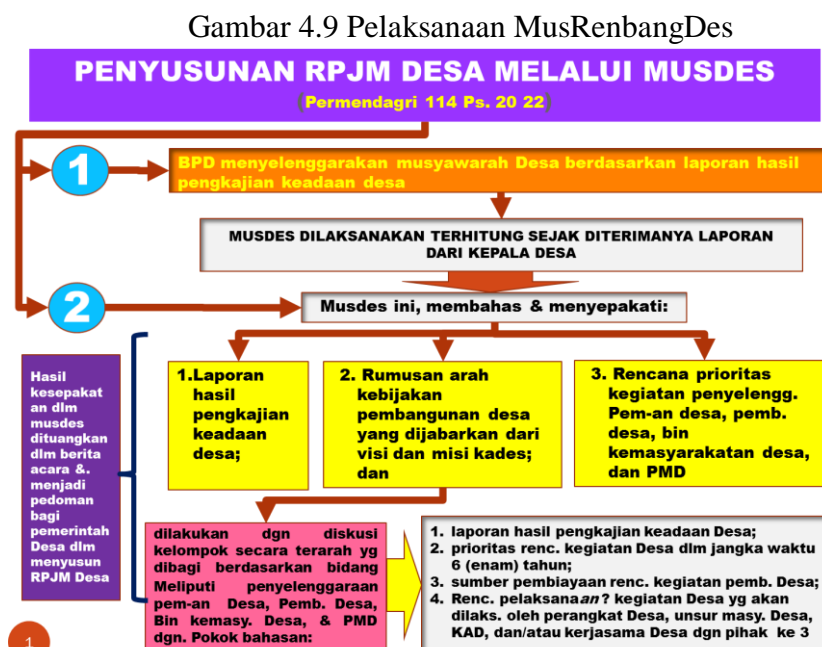 Gambar 4.9 Pelaksanaan MusRenbangDes
PENYUSUNAN RPJM DESA MELALUI MUSDES
(Permendagri 114 Ps. 20 22)
1
BPD menyelenggarakan musyawarah Desa berdasarkan laporan hasil
pengkajian keadaan desa
MUSDES DILAKSANAKAN TERHITUNG SEJAK DITERIMANYA LAPORAN
DARI KEPALA DESA
2
Musdes ini, membahas & menyepakati:
Hasil
kesepakat
an dlm
musdes
dituangkan
dlm berita
acara &.
menjadi
pedoman
bagi
pemerintah
Desa dlm
menyusun
RPJM Desa
1.Laporan
hasil
pengkajian
keadaan
desa;
2. Rumusan arah
kebijakan
pembangunan desa
yang dijabarkan dari
visi dan misi kades;
dan
3. Rencana prioritas
kegiatan penyelengg.
Pem-an desa, pemb.
desa, bin
kemasyarakatan desa,
dan PMD
dilakukan dgn diskusi
kelompok secara terarah yg
dibagi berdasarkan bidang
Meliputi penyelenggaraan
pem-an Desa, Pemb. Desa,
Bin kemasy. Desa, & PMD
dgn. Pokok bahasan:
1. laporan hasil pengkajian keadaan Desa;
2. prioritas renc. kegiatan Desa dlm jangka waktu
6 (enam) tahun;
3. sumber pembiayaan renc. kegiatan pemb. Desa;
4. Renc. pelaksanaan? kegiatan Desa yg akan
dilaks. oleh perangkat Desa, unsur masy. Desa,
KAD, dan/atau kerjasama Desa dgn pihak ke 3
1